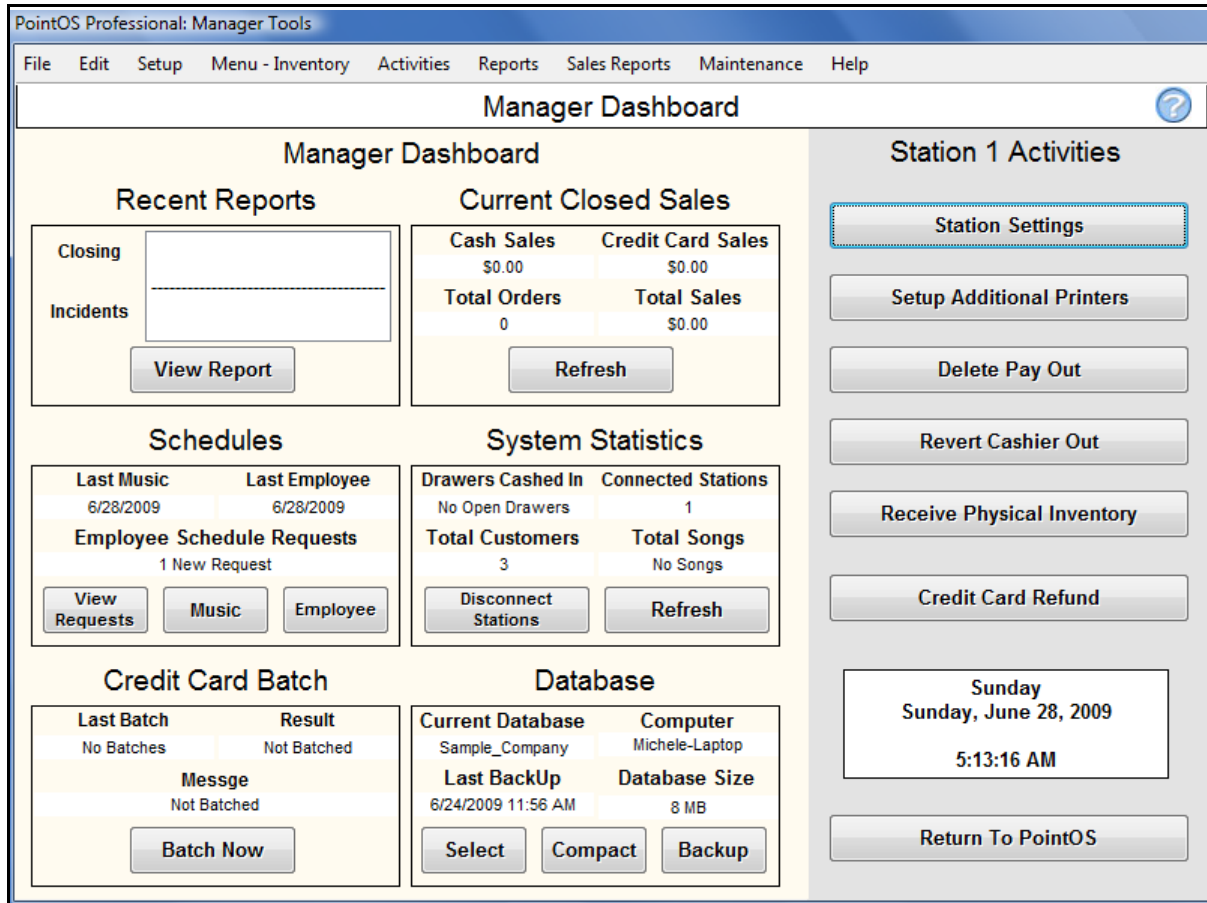 PointOS Professional: Manager Tools
File Edit Setup Menu - Inventory Activities Reports Sales Reports Maintenance Help
Manager Dashboard
?
Manager Dashboard
Recent Reports
Closing
Incidents
View Report
Current Closed Sales
Cash Sales Credit Card Sales
$0.00 $0.00
Total Orders Total Sales
0 $0.00
Refresh
Schedules
Last Music Last Employee
6/28/2009 6/28/2009
Employee Schedule Requests
1 New Request
View
Requests
Music
Employee
System Statistics
Drawers Cashed In Connected Stations
No Open Drawers 1
Total Customers Total Songs
3 No Songs
Disconnect
Stations
Refresh
Credit Card Batch
Last Batch Result
No Batches Not Batched
Messge
Not Batched
Batch Now
Database
Current Database Computer
Sample_Company Michele-Laptop
Last BackUp Database Size
6/24/2009 11:56 AM 8 MB
Select Compact Backup
Station 1 Activities
Station Settings
Setup Additional Printers
Delete Pay Out
Revert Cashier Out
Receive Physical Inventory
Credit Card Refund
Sunday
Sunday, June 28, 2009
5:13:16 AM
Return To PointOS